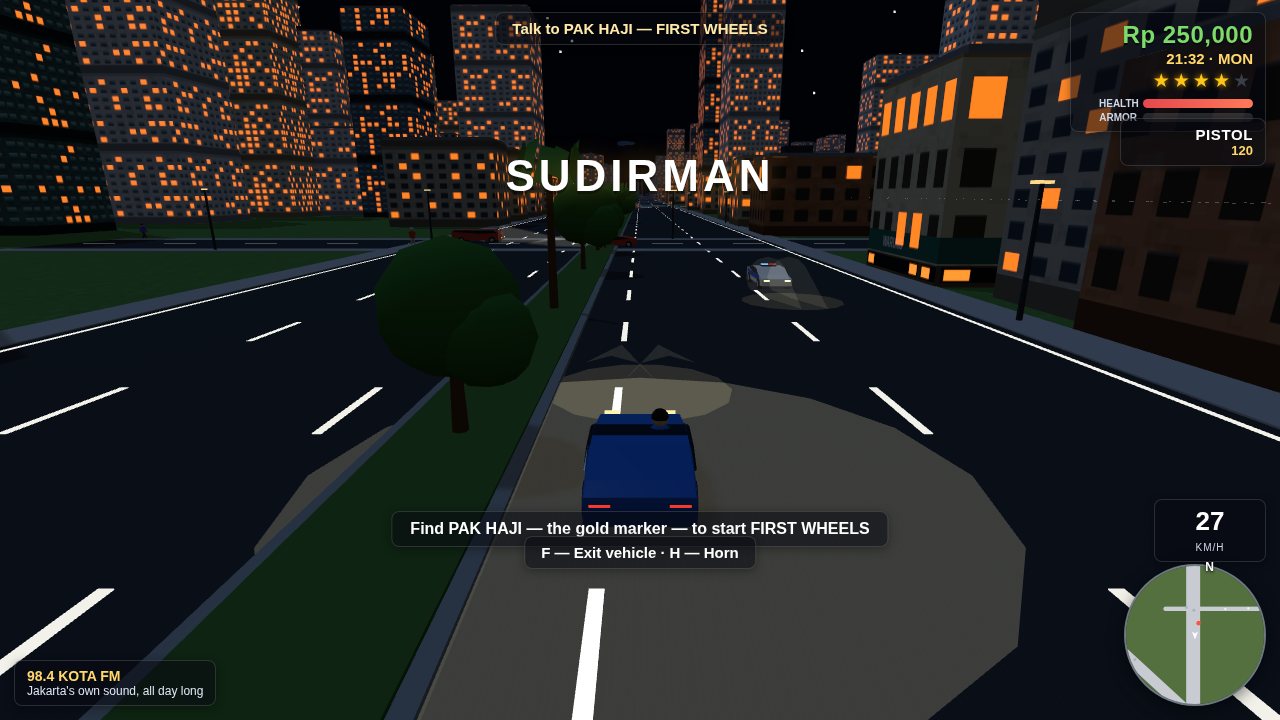 Talk to PAK HAJI — FIRST WHEELS
Rp 250,000
21:32 · MON
★★★★★
HEALTH
ARMOR
PISTOL
120
SUDIRMAN
Find PAK HAJI — the gold marker — to start FIRST WHEELS
F — Exit vehicle · H — Horn
27
KM/H
N
98.4 KOTA FM
Jakarta's own sound, all day long